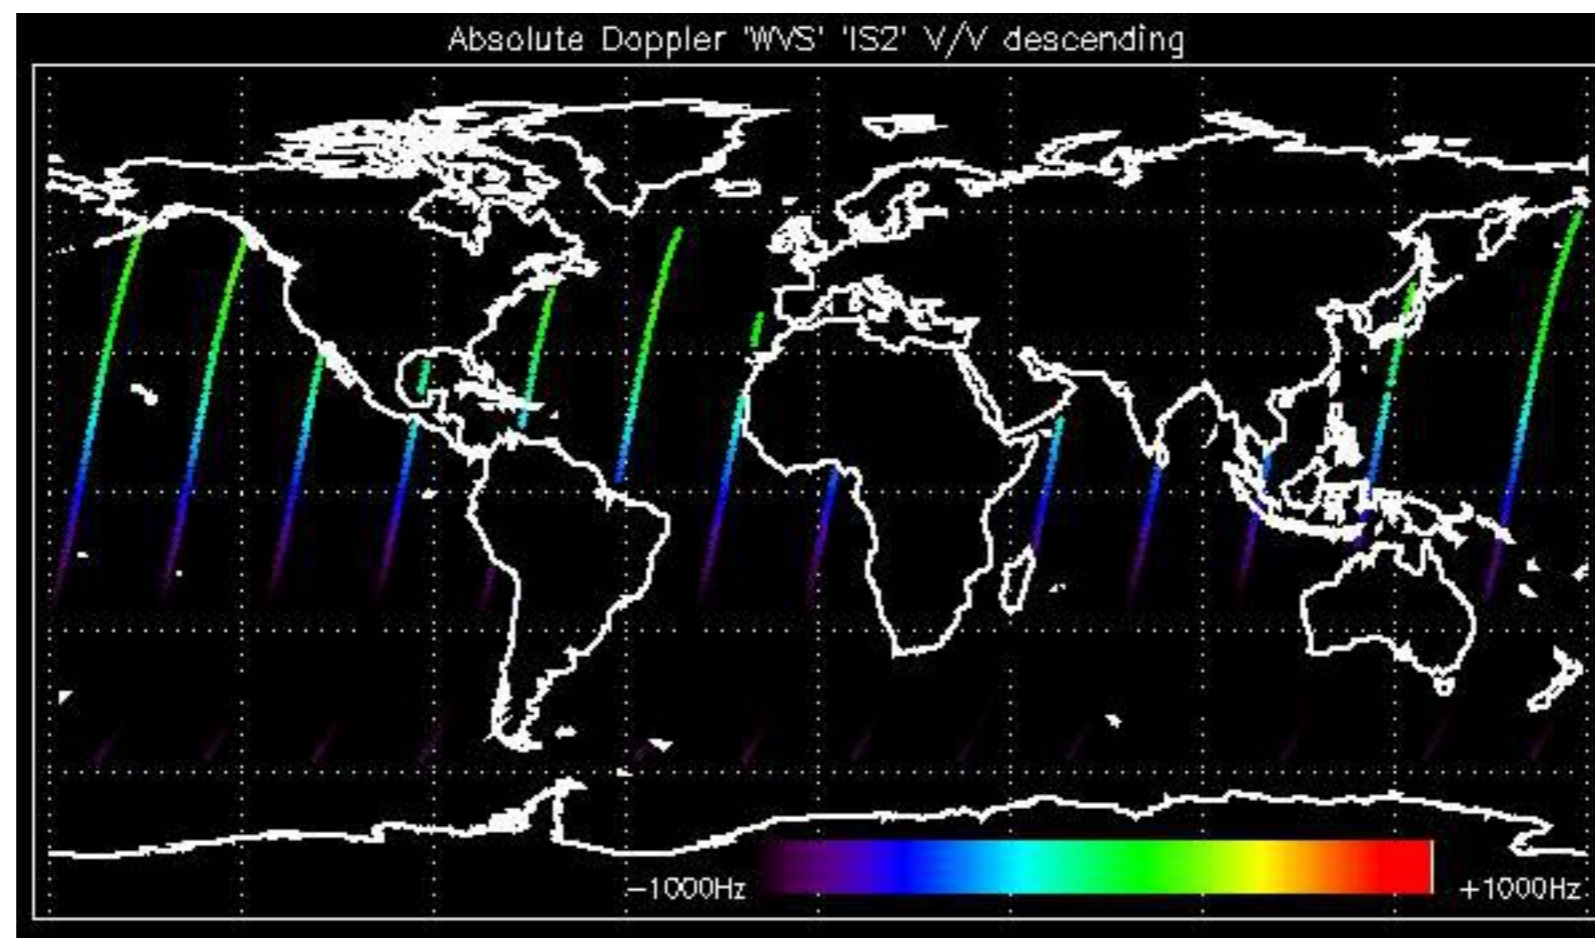 Absolute Doppler 'WVS' 'IS2' V/V descending
−1000Hz +1000Hz